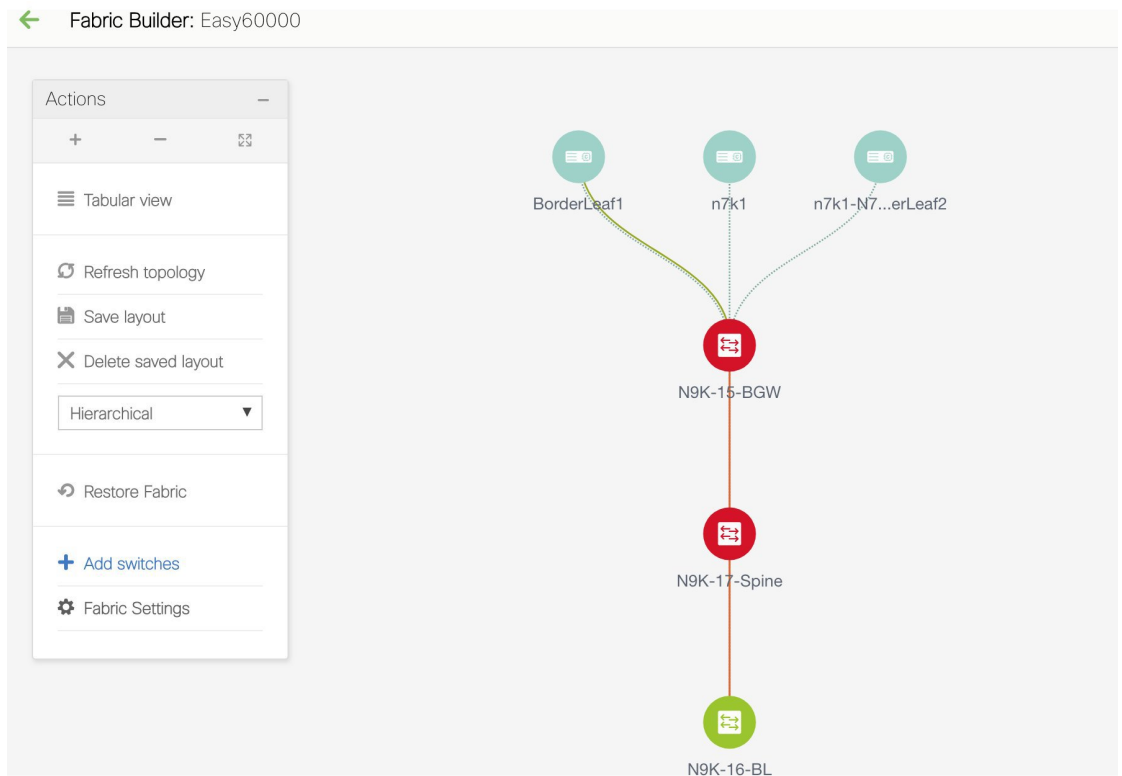 Fabric Builder: Easy60000
Actions
Tabular view
Refresh topology
Save layout
Delete saved layout
Hierarchical
Restore Fabric
Add switches
Fabric Settings
BorderLeaf1
n7k1
n7k1-N7...erLeaf2
N9K-15-BGW
N9K-17-Spine
N9K-16-BL